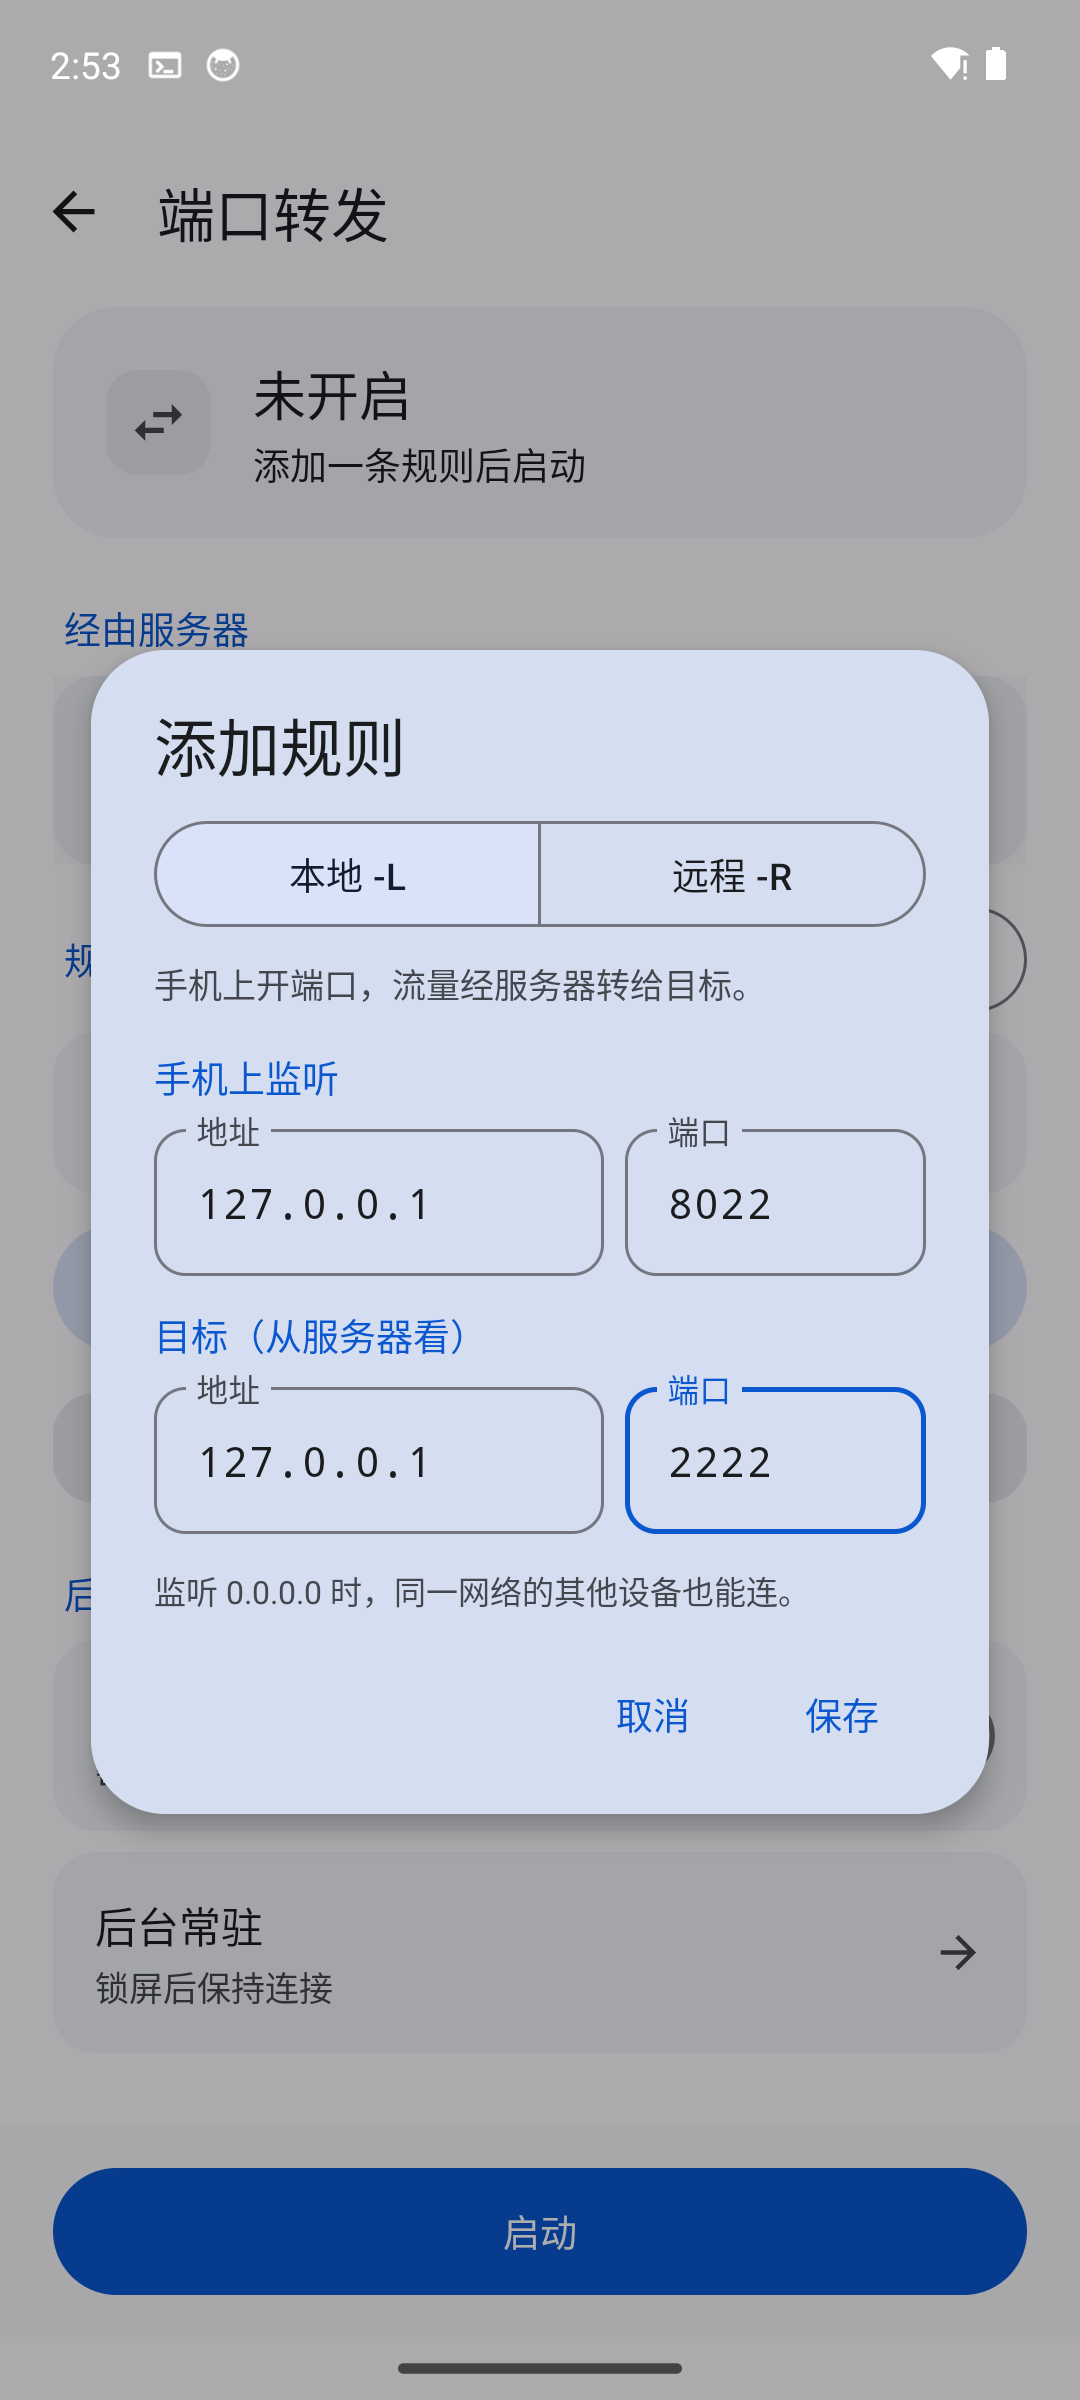 2:53
端口转发
未开启
添加一条规则后启动
经由服务器
添加规则
本地 -L
远程 -R
规
手机上开端口，流量经服务器转给目标。
手机上监听
地址
端口
127.0.0.1
8022
目标（从服务器看）
地址
端口
127.0.0.1
2222
监听 0.0.0.0 时，同一网络的其他设备也能连。
后
取消
保存
后台常驻
锁屏后保持连接
启动